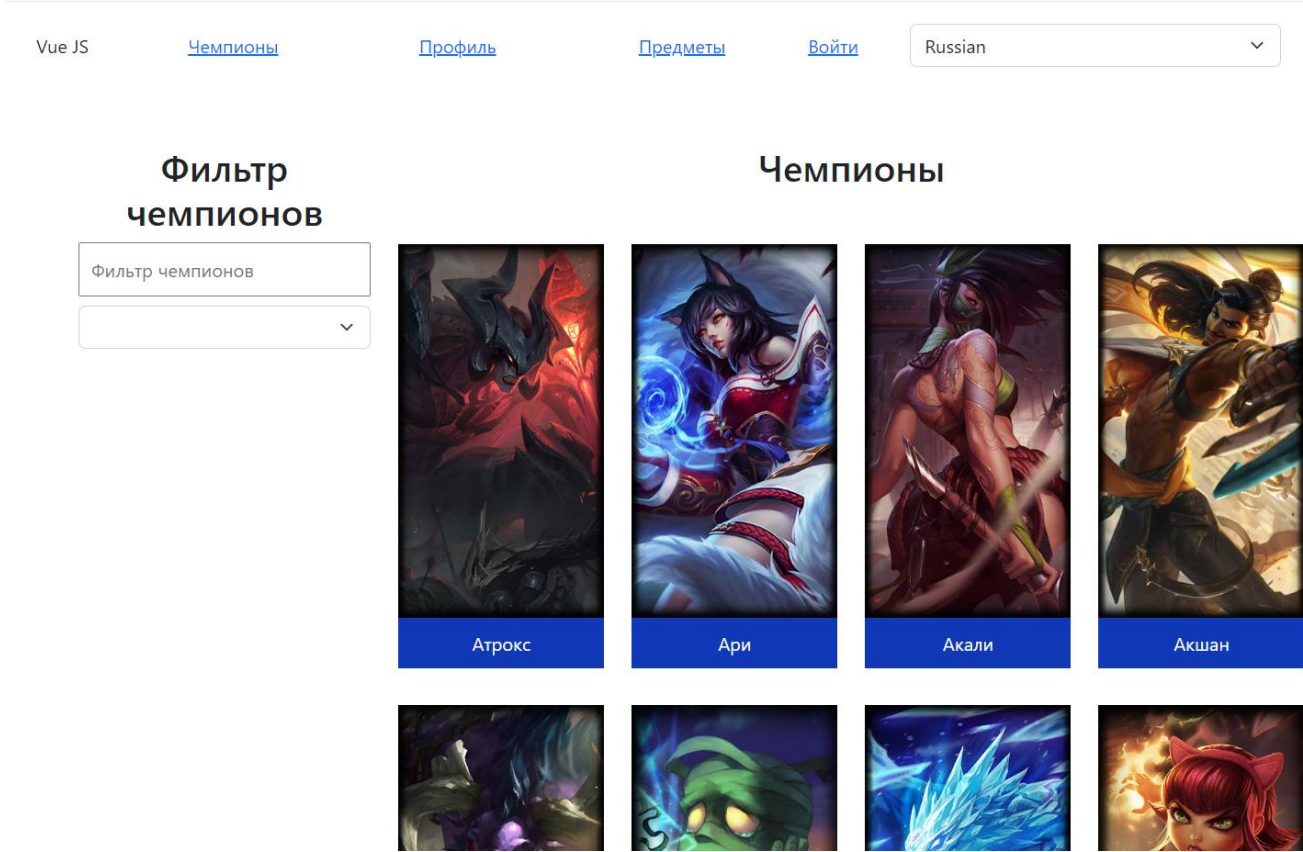 Vue JS Чемпионы Профиль Предметы Войти Russian
Фильтр
чемпионов
Фильтр чемпионов
Чемпионы
Атрокс Ари Акали Акшан